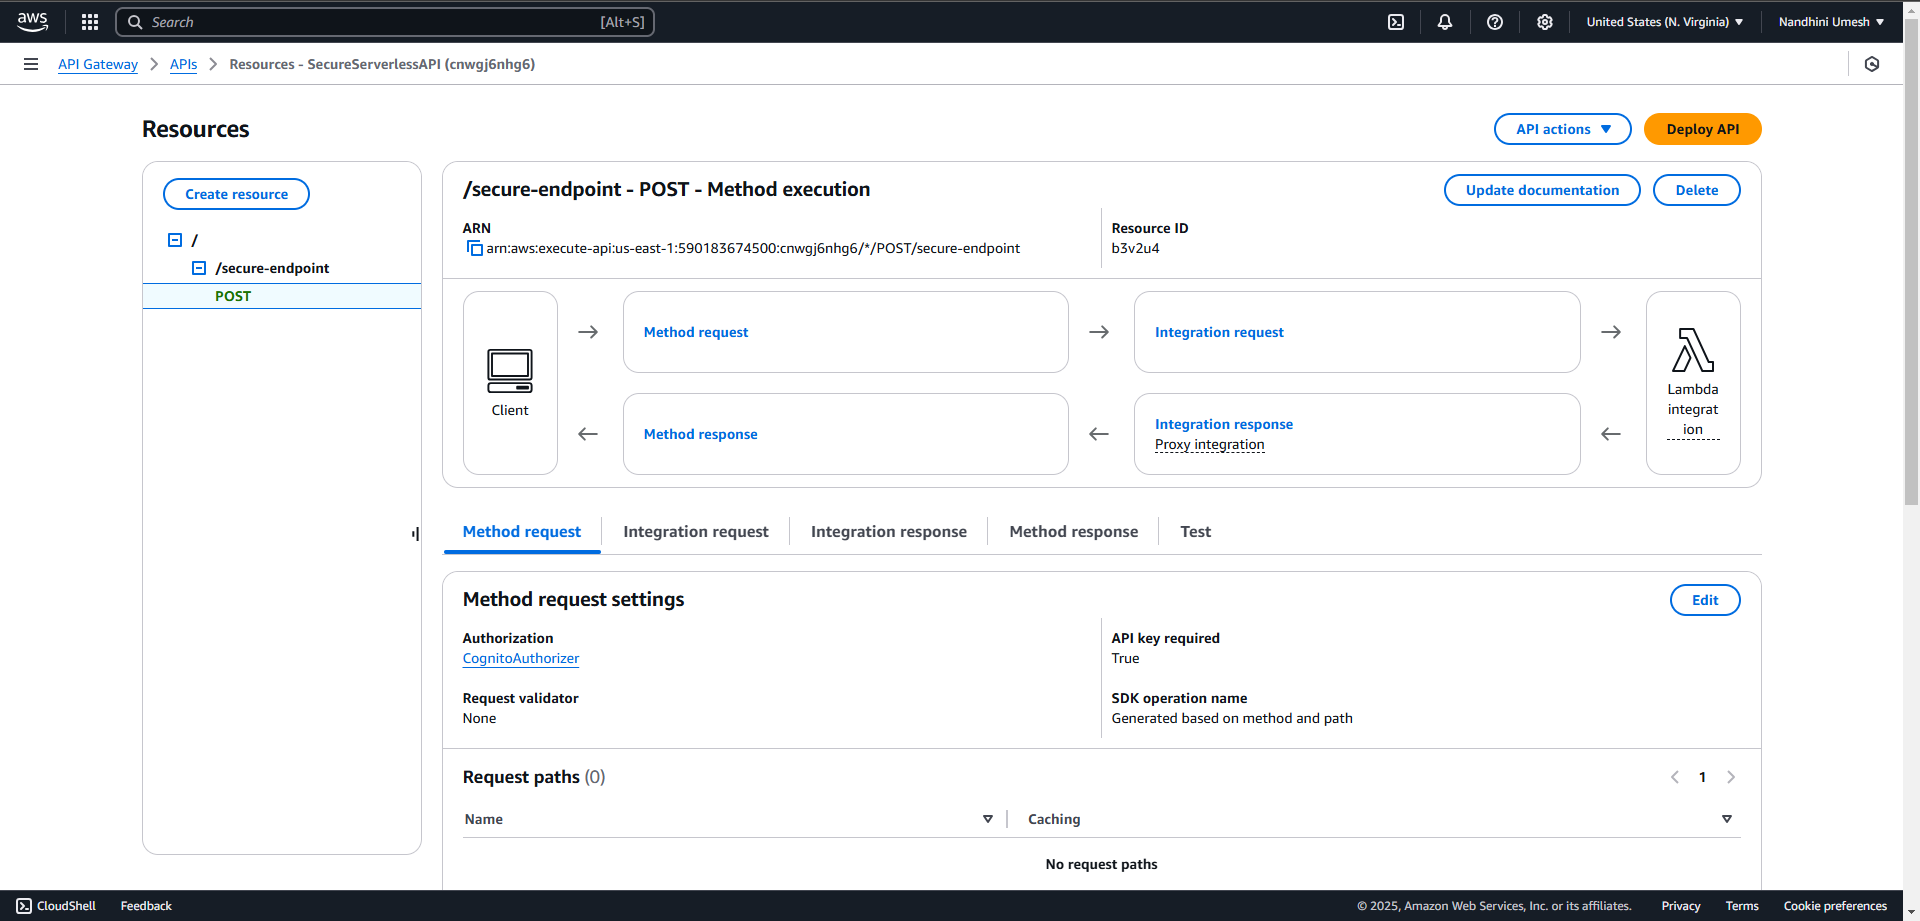 aws
Search [Alt+S]
United States (N. Virginia) ▼
Nandhini Umesh ▼
API Gateway > APIs > Resources - SecureServerlessAPI (cnwgj6nhg6)
Resources
API actions ▼
Deploy API
Create resource
/
/secure-endpoint
POST
/secure-endpoint - POST - Method execution
Update documentation
Delete
ARN
arn:aws:execute-api:us-east-1:590183674500:cnwgj6nhg6/*/POST/secure-endpoint
Resource ID
b3v2u4
Client
Method request
Integration request
Method response
Integration response
Proxy integration
Lambda
integrat
ion
Method request
Integration request
Integration response
Method response
Test
Method request settings
Edit
Authorization
CognitoAuthorizer
API key required
True
Request validator
None
SDK operation name
Generated based on method and path
Request paths (0)
< 1 >
Name
Caching
No request paths
CloudShell
Feedback
© 2025, Amazon Web Services, Inc. or its affiliates.
Privacy
Terms
Cookie preferences